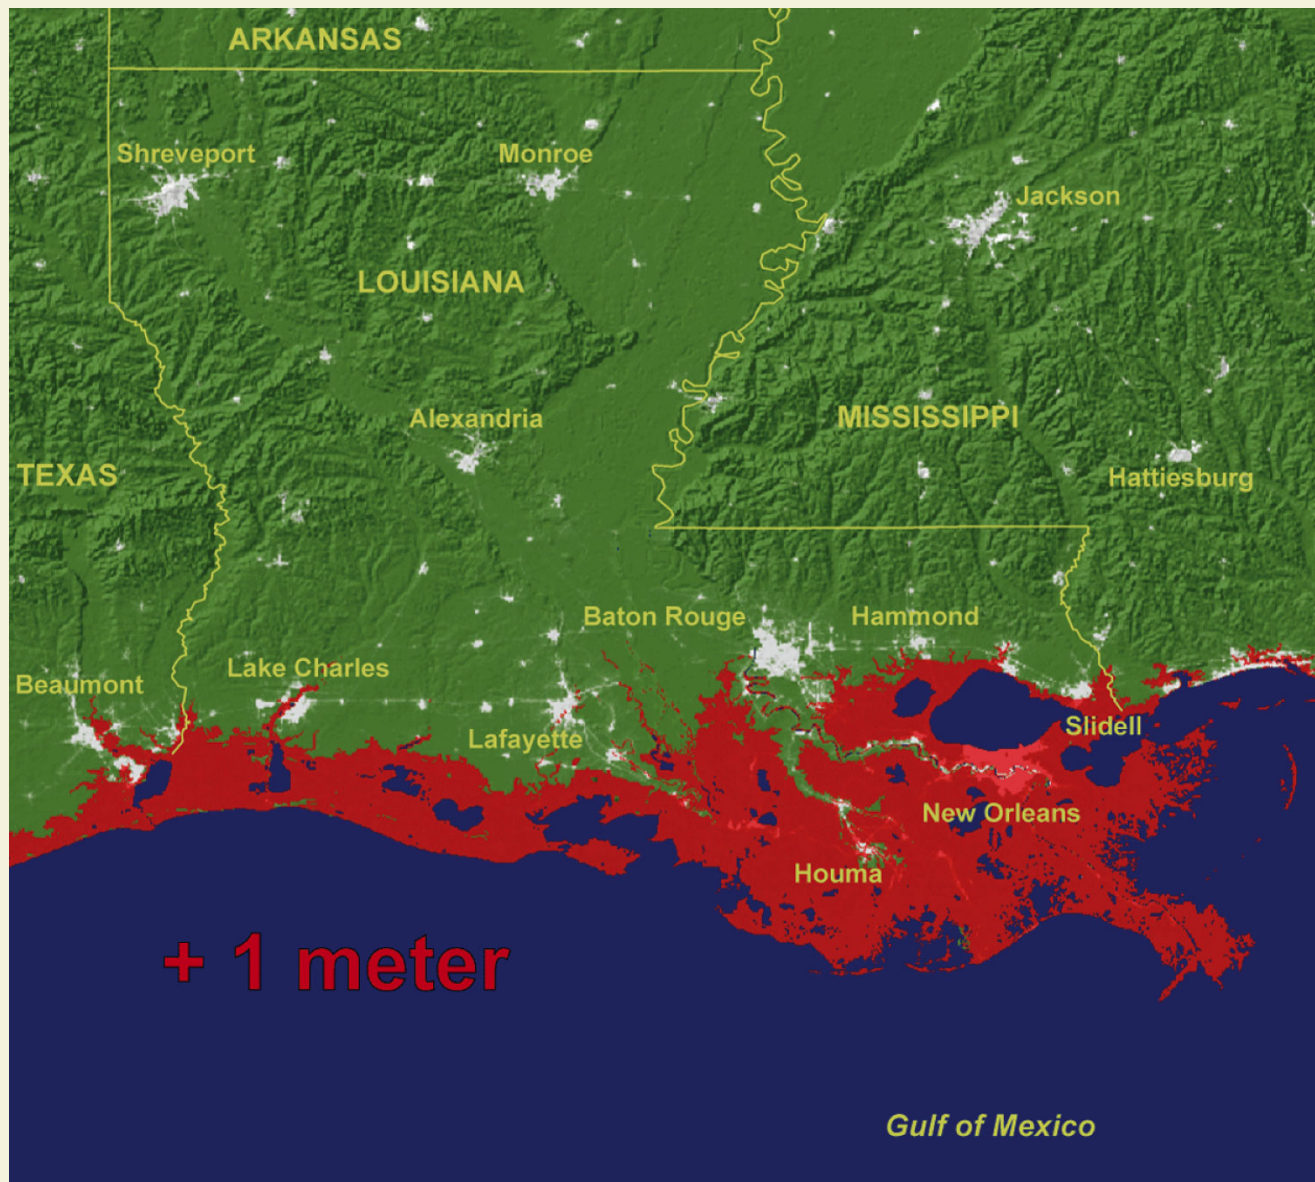 ARKANSAS
Shreveport
Monroe
Jackson
LOUISIANA
Alexandria
MISSISSIPPI
TEXAS
Hattiesburg
Baton Rouge
Hammond
Lake Charles
Beaumont
Slidell
Lafayette
New Orleans
Houma
+ 1 meter
Gulf of Mexico